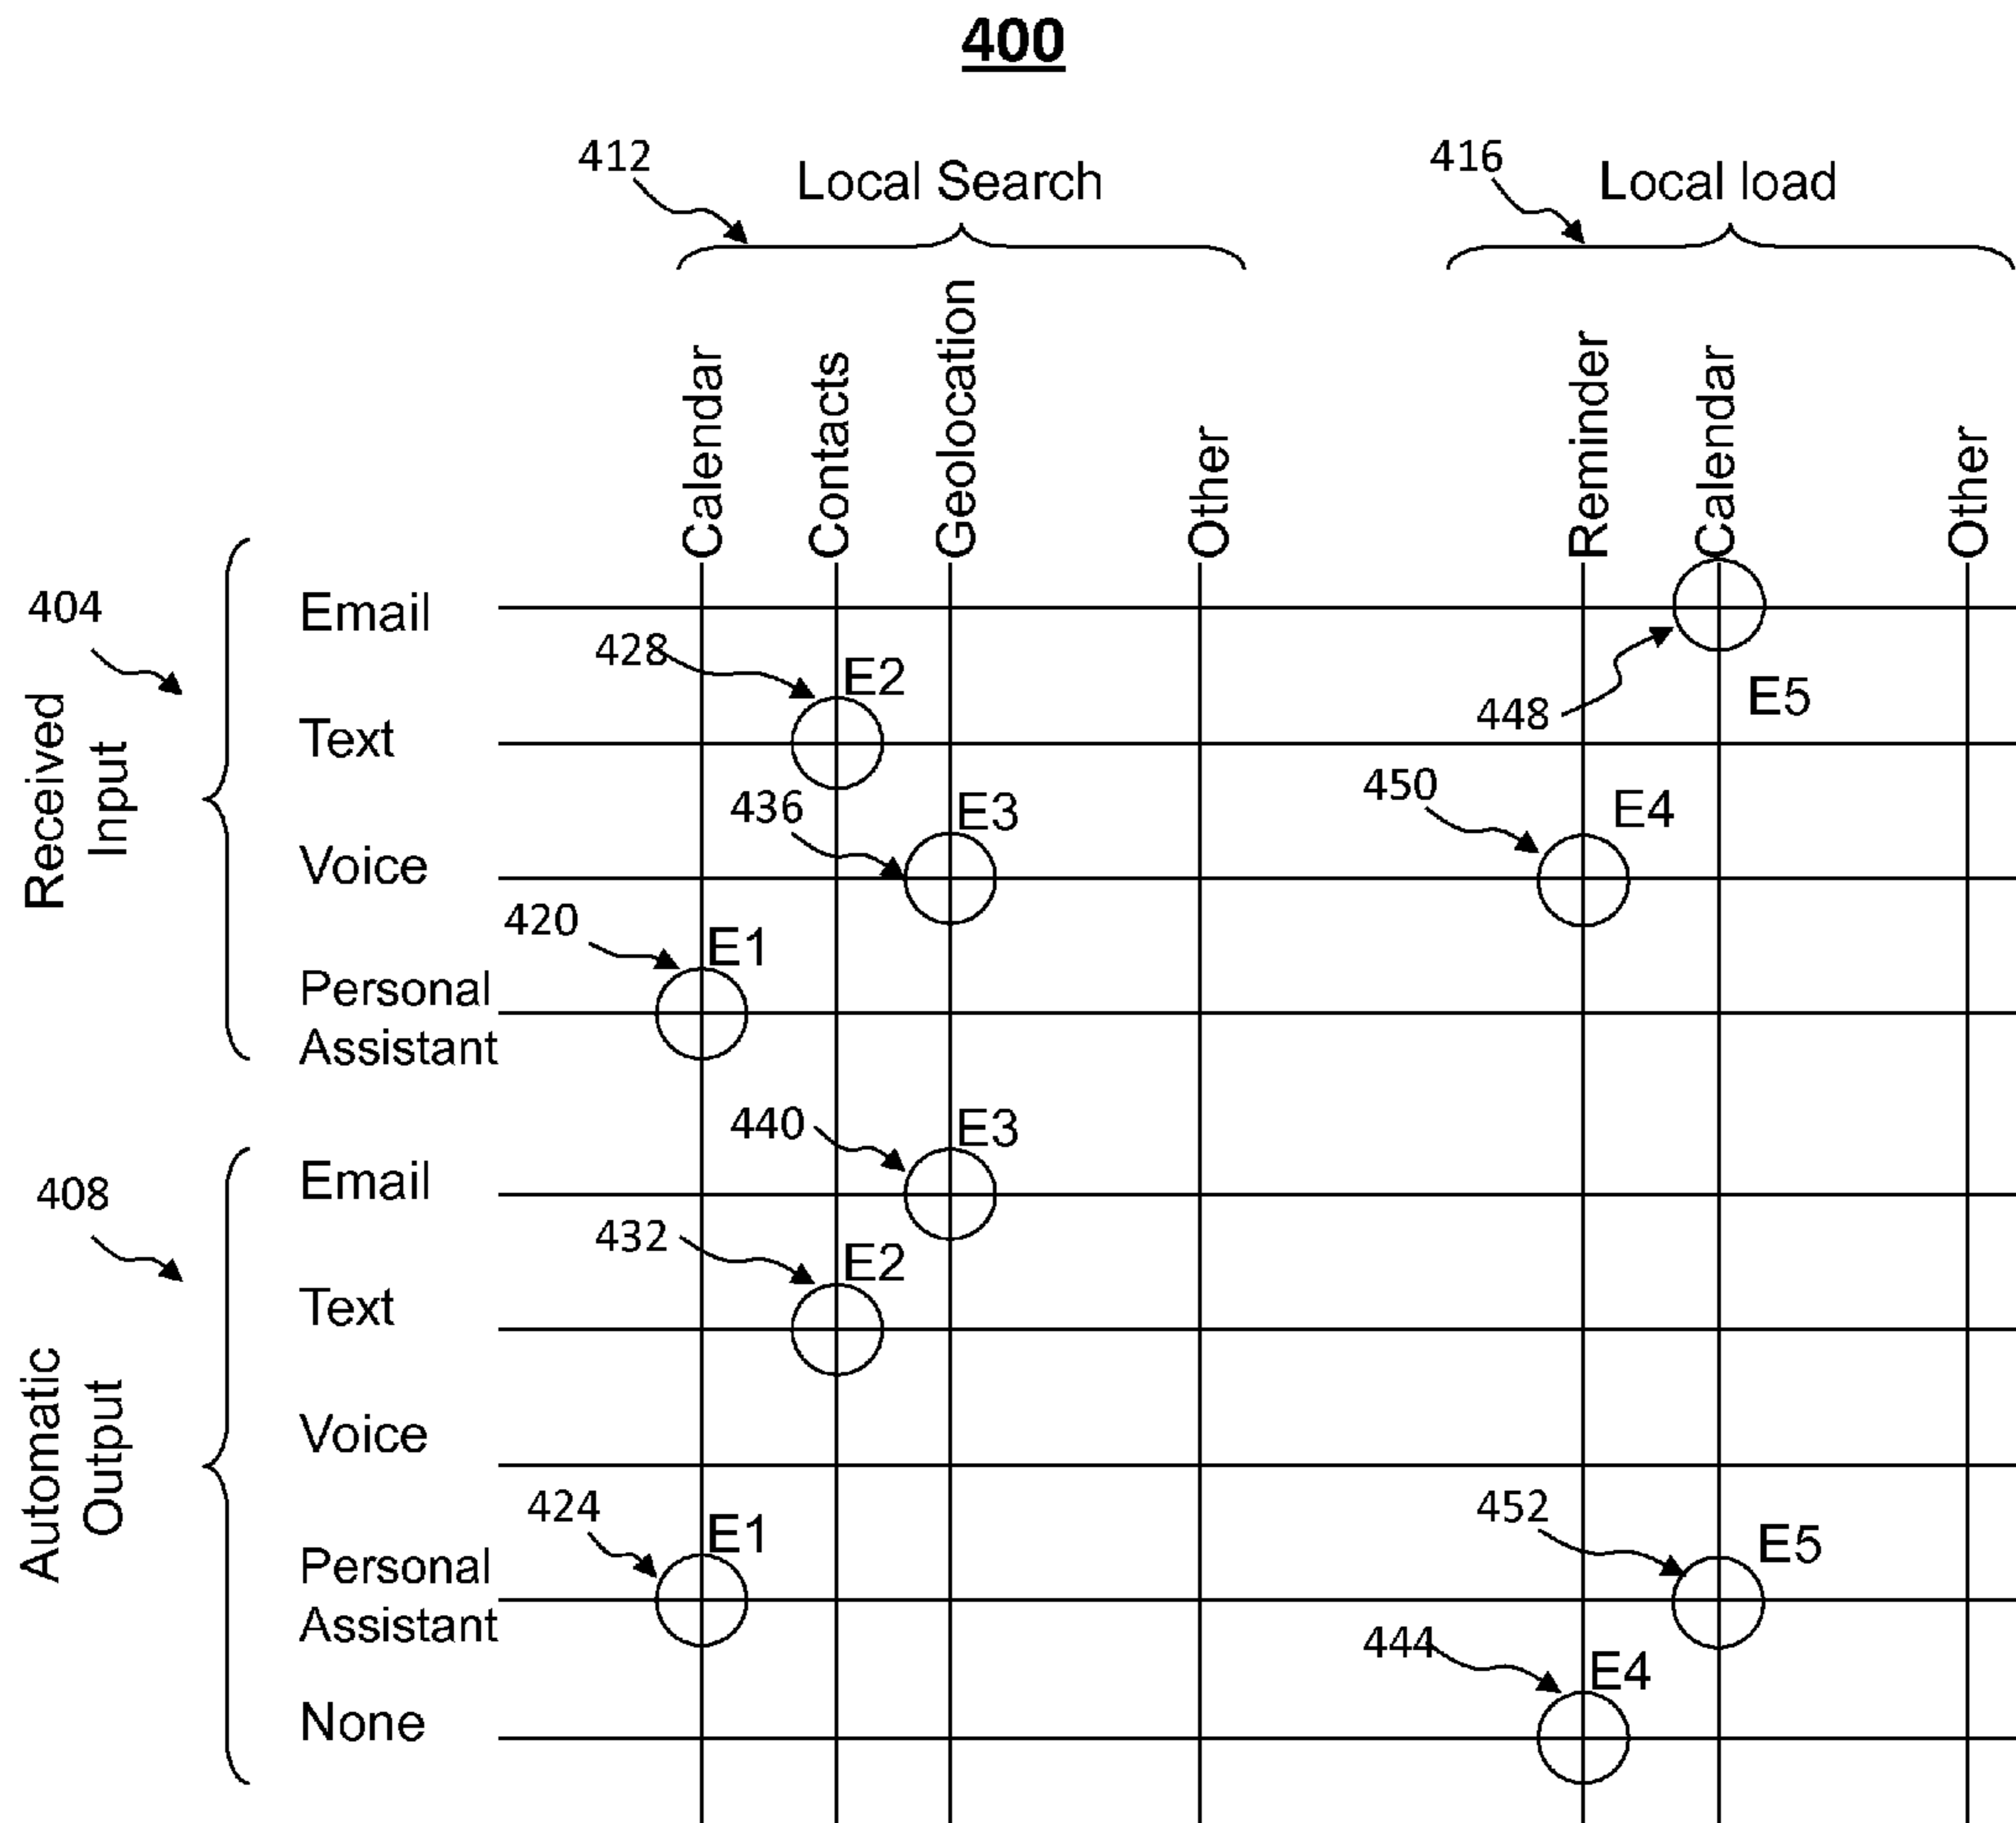 400
412
Local Search
416
Local load
Calendar
Contacts
Geolocation
Other
Reminder
Calendar
Other
404
Received
Input
Email
428
E2
448
E5
Text
436
E3
450
E4
Voice
420
E1
Personal
Assistant
408
Automatic
Output
440
E3
Email
432
E2
Text
Voice
424
E1
452
E5
Personal
Assistant
444
E4
None